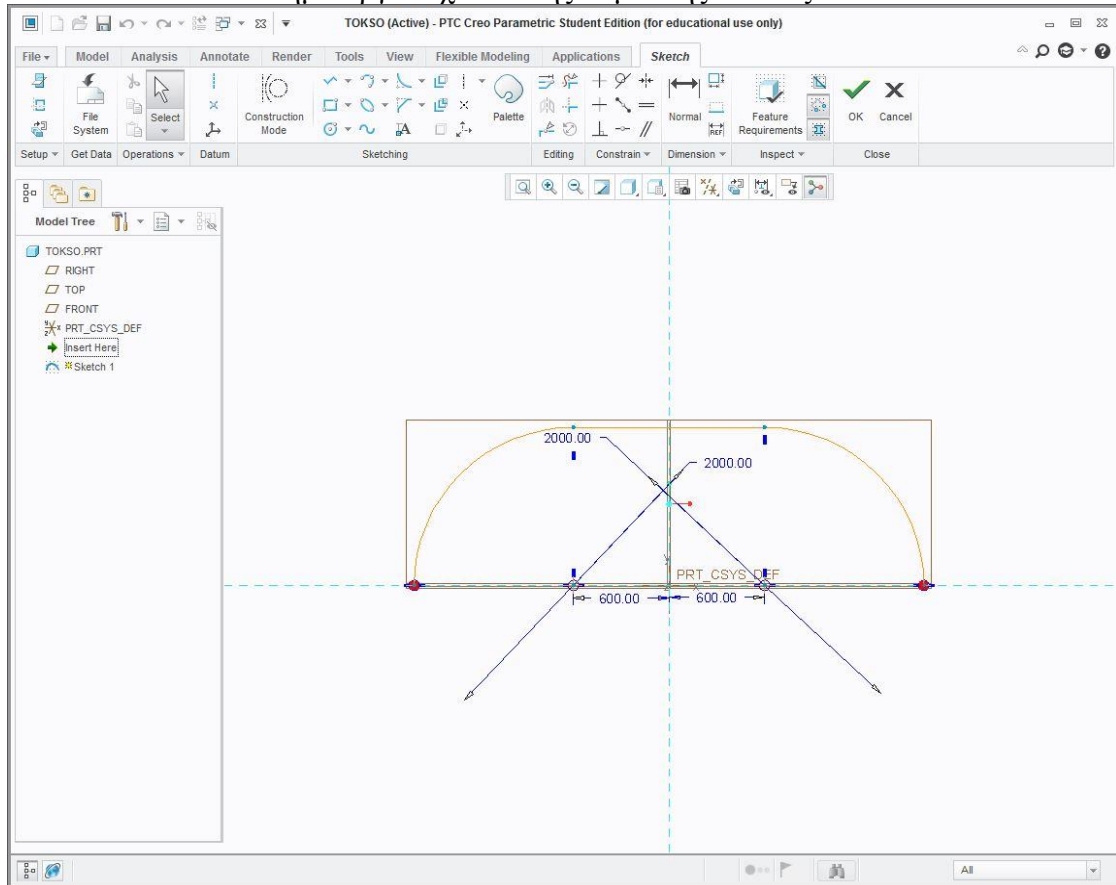 TOKSO (Active) - PTC Creo Parametric Student Edition (for educational use only)
File Model Analysis Annotate Render Tools View Flexible Modeling Applications Sketch
File System
Select
Construction Mode
Palette
Normal
REF
Feature Requirements
OK Cancel
Setup Get Data Operations Datum Sketching Editing Constrain Dimension Inspect Close
Model Tree
TOKSO.PRT
RIGHT
TOP
FRONT
PRT_CSYS_DEF
Insert Here
Sketch 1
2000.00
2000.00
PRT_CSYS_DEF
600.00 600.00
All